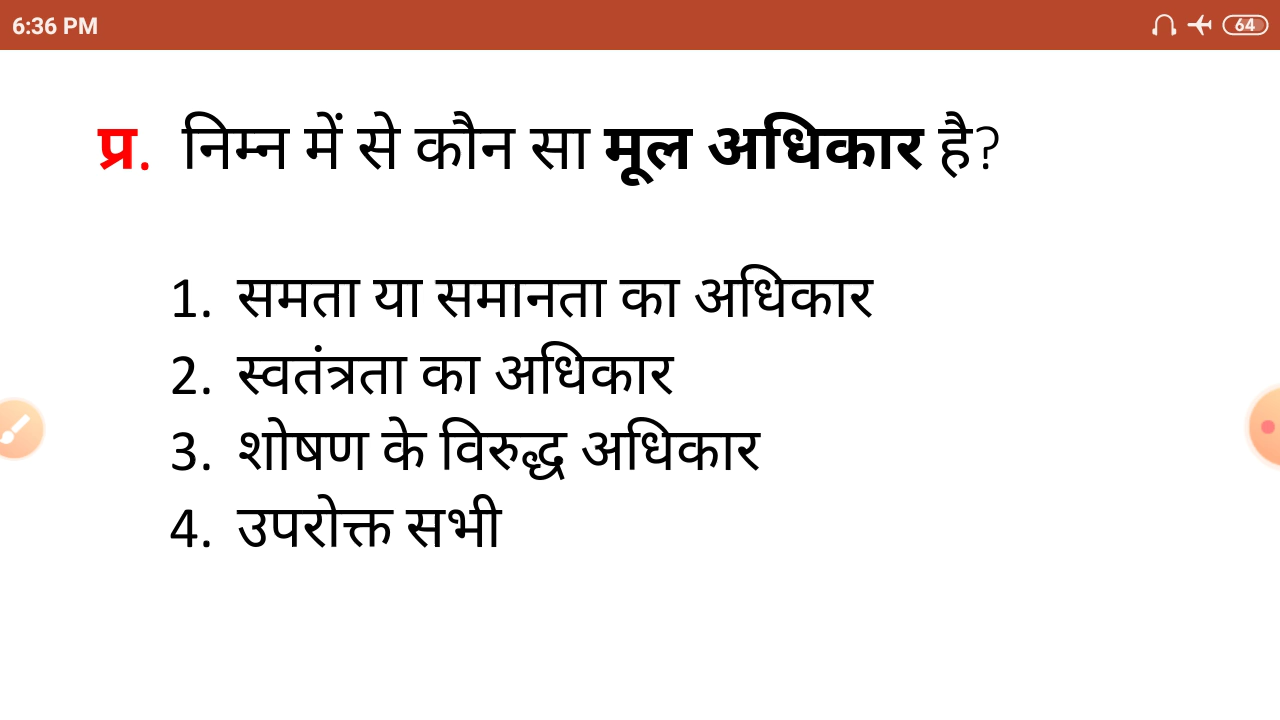 6:36 PM 64
प्र. निम्न में से कौन सा मूल अधिकार है?
1. समता या समानता का अधिकार
2. स्वतंत्रता का अधिकार
3. शोषण के विरुद्ध अधिकार
4. उपरोक्त सभी